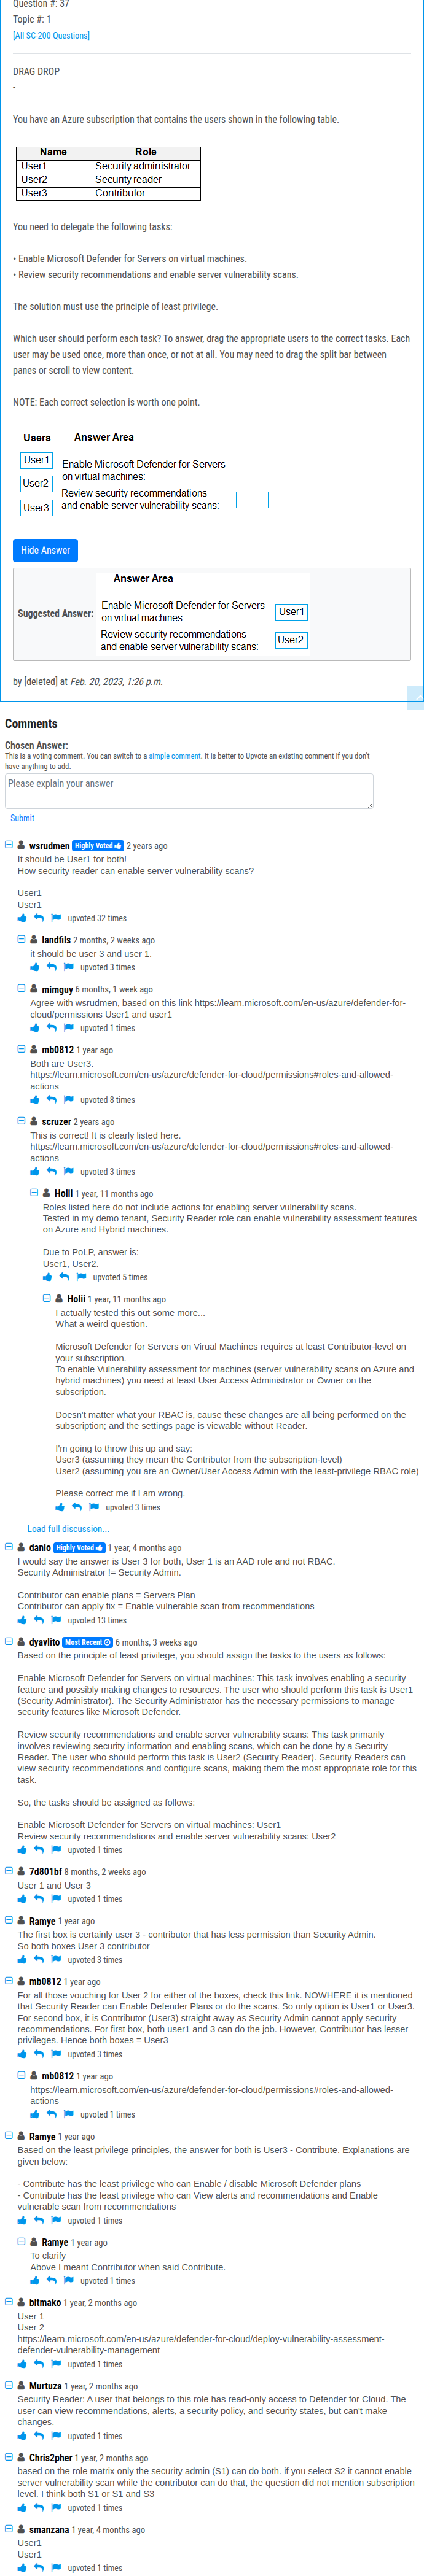 Question #: 37
Topic #: 1
[All SC-200 Questions]
DRAG DROP
-
You have an Azure subscription that contains the users shown in the following table.
Name Role
User1 Security administrator
User2 Security reader
User3 Contributor
You need to delegate the following tasks:
• Enable Microsoft Defender for Servers on virtual machines.
• Review security recommendations and enable server vulnerability scans.
The solution must use the principle of least privilege.
Which user should perform each task? To answer, drag the appropriate users to the correct tasks. Each
user may be used once, more than once, or not at all. You may need to drag the split bar between
panes or scroll to view content.
NOTE: Each correct selection is worth one point.
Users Answer Area
User1
Enable Microsoft Defender for Servers
on virtual machines:
User2
Review security recommendations
and enable server vulnerability scans:
User3
Hide Answer
Answer Area
Suggested Answer:
Enable Microsoft Defender for Servers
on virtual machines:
User1
Review security recommendations
and enable server vulnerability scans:
User2
by [deleted] at Feb. 20, 2023, 1:26 p.m.
Comments
Chosen Answer:
This is a voting comment. You can switch to a simple comment. It is better to Upvote an existing comment if you don't
have anything to add.
Please explain your answer
Submit
wsrudmen Highly Voted 2 years ago
It should be User1 for both!
How security reader can enable server vulnerability scans?
User1
User1
upvoted 32 times
landfils 2 months, 2 weeks ago
it should be user 3 and user 1.
upvoted 3 times
mimguy 6 months, 1 week ago
Agree with wsrudmen, based on this link https://learn.microsoft.com/en-us/azure/defender-for-
cloud/permissions User1 and user1
upvoted 1 times
mb0812 1 year ago
Both are User3.
https://learn.microsoft.com/en-us/azure/defender-for-cloud/permissions#roles-and-allowed-
actions
upvoted 8 times
scruzer 2 years ago
This is correct! It is clearly listed here.
https://learn.microsoft.com/en-us/azure/defender-for-cloud/permissions#roles-and-allowed-
actions
upvoted 3 times
Holii 1 year, 11 months ago
Roles listed here do not include actions for enabling server vulnerability scans.
Tested in my demo tenant, Security Reader role can enable vulnerability assessment features
on Azure and Hybrid machines.
Due to PoLP, answer is:
User1, User2.
upvoted 5 times
Holii 1 year, 11 months ago
I actually tested this out some more...
What a weird question.
Microsoft Defender for Servers on Virual Machines requires at least Contributor-level on
your subscription.
To enable Vulnerability assessment for machines (server vulnerability scans on Azure and
hybrid machines) you need at least User Access Administrator or Owner on the
subscription.
Doesn't matter what your RBAC is, cause these changes are all being performed on the
subscription; and the settings page is viewable without Reader.
I'm going to throw this up and say:
User3 (assuming they mean the Contributor from the subscription-level)
User2 (assuming you are an Owner/User Access Admin with the least-privilege RBAC role)
Please correct me if I am wrong.
upvoted 3 times
Load full discussion...
danlo Highly Voted 1 year, 4 months ago
I would say the answer is User 3 for both, User 1 is an AAD role and not RBAC.
Security Administrator != Security Admin.
Contributor can enable plans = Servers Plan
Contributor can apply fix = Enable vulnerable scan from recommendations
upvoted 13 times
dyavlito Most Recent 6 months, 3 weeks ago
Based on the principle of least privilege, you should assign the tasks to the users as follows:
Enable Microsoft Defender for Servers on virtual machines: This task involves enabling a security
feature and possibly making changes to resources. The user who should perform this task is User1
(Security Administrator). The Security Administrator has the necessary permissions to manage
security features like Microsoft Defender.
Review security recommendations and enable server vulnerability scans: This task primarily
involves reviewing security information and enabling scans, which can be done by a Security
Reader. The user who should perform this task is User2 (Security Reader). Security Readers can
view security recommendations and configure scans, making them the most appropriate role for this
task.
So, the tasks should be assigned as follows:
Enable Microsoft Defender for Servers on virtual machines: User1
Review security recommendations and enable server vulnerability scans: User2
upvoted 1 times
7d801bf 8 months, 2 weeks ago
User 1 and User 3
upvoted 1 times
Ramye 1 year ago
The first box is certainly user 3 - contributor that has less permission than Security Admin.
So both boxes User 3 contributor
upvoted 3 times
mb0812 1 year ago
For all those vouching for User 2 for either of the boxes, check this link. NOWHERE it is mentioned
that Security Reader can Enable Defender Plans or do the scans. So only option is User1 or User3.
For second box, it is Contributor (User3) straight away as Security Admin cannot apply security
recommendations. For first box, both user1 and 3 can do the job. However, Contributor has lesser
privileges. Hence both boxes = User3
upvoted 3 times
mb0812 1 year ago
https://learn.microsoft.com/en-us/azure/defender-for-cloud/permissions#roles-and-allowed-
actions
upvoted 1 times
Ramye 1 year ago
Based on the least privilege principles, the answer for both is User3 - Contribute. Explanations are
given below:
- Contribute has the least privilege who can Enable / disable Microsoft Defender plans
- Contribute has the least privilege who can View alerts and recommendations and Enable
vulnerable scan from recommendations
upvoted 1 times
Ramye 1 year ago
To clarify
Above I meant Contributor when said Contribute.
upvoted 1 times
bitmako 1 year, 2 months ago
User 1
User 2
https://learn.microsoft.com/en-us/azure/defender-for-cloud/deploy-vulnerability-assessment-
defender-vulnerability-management
upvoted 1 times
Murtuza 1 year, 2 months ago
Security Reader: A user that belongs to this role has read-only access to Defender for Cloud. The
user can view recommendations, alerts, a security policy, and security states, but can't make
changes.
upvoted 1 times
Chris2pher 1 year, 2 months ago
based on the role matrix only the security admin (S1) can do both. if you select S2 it cannot enable
server vulnerability scan while the contributor can do that, the question did not mention subscription
level. I think both S1 or S1 and S3
upvoted 1 times
smanzana 1 year, 4 months ago
User1
User1
upvoted 1 times